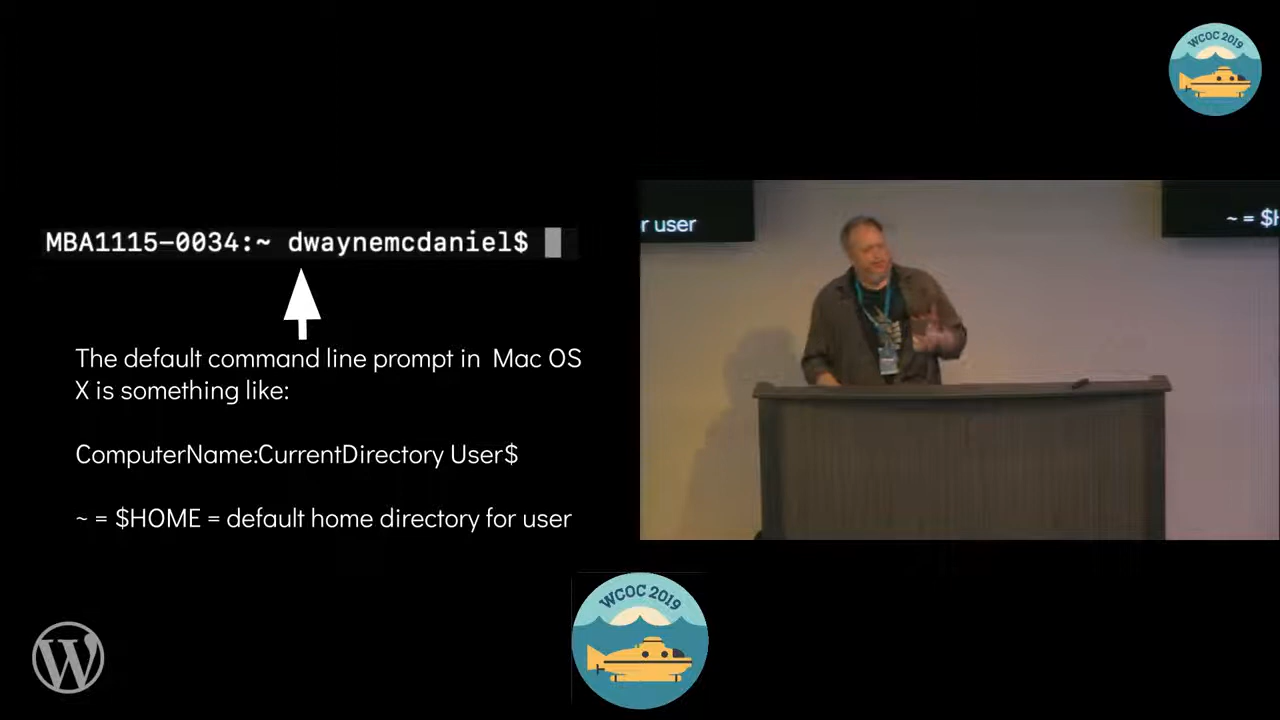 WCOC 2019
MBA1115-0034:~ dwaynemcdaniel$
The default command line prompt in Mac OS
X is something like:
ComputerName:CurrentDirectory User$
~ = $HOME = default home directory for user
r user
~ = $H
WCOC 2019